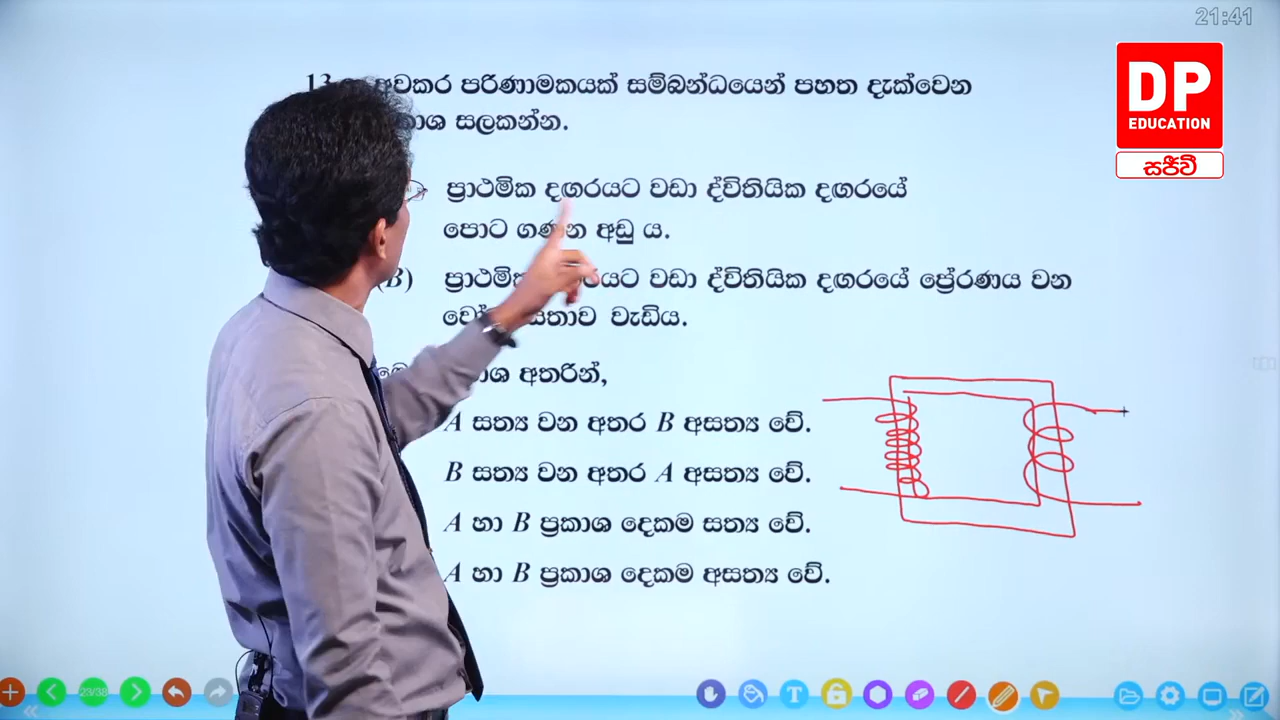 21:41
DP
EDUCATION
සජීවී
13. අවකර පරිණාමකයක් සම්බන්ධයෙන් පහත දැක්වෙන
සලකන්න.
ප්‍රාථමික දඟරයට වඩා ද්විතීයික දඟරයේ
පොට ගණන අඩු ය.
(B) ප්‍රාථමික වඩා ද්විතීයික දඟරයේ ප්‍රේරණය වන
වැඩිය.
අතරින්,
A සත්‍ය වන අතර B අසත්‍ය වේ.
B සත්‍ය වන අතර A අසත්‍ය වේ.
A හා B ප්‍රකාශ දෙකම සත්‍ය වේ.
A හා B ප්‍රකාශ දෙකම අසත්‍ය වේ.
23/38